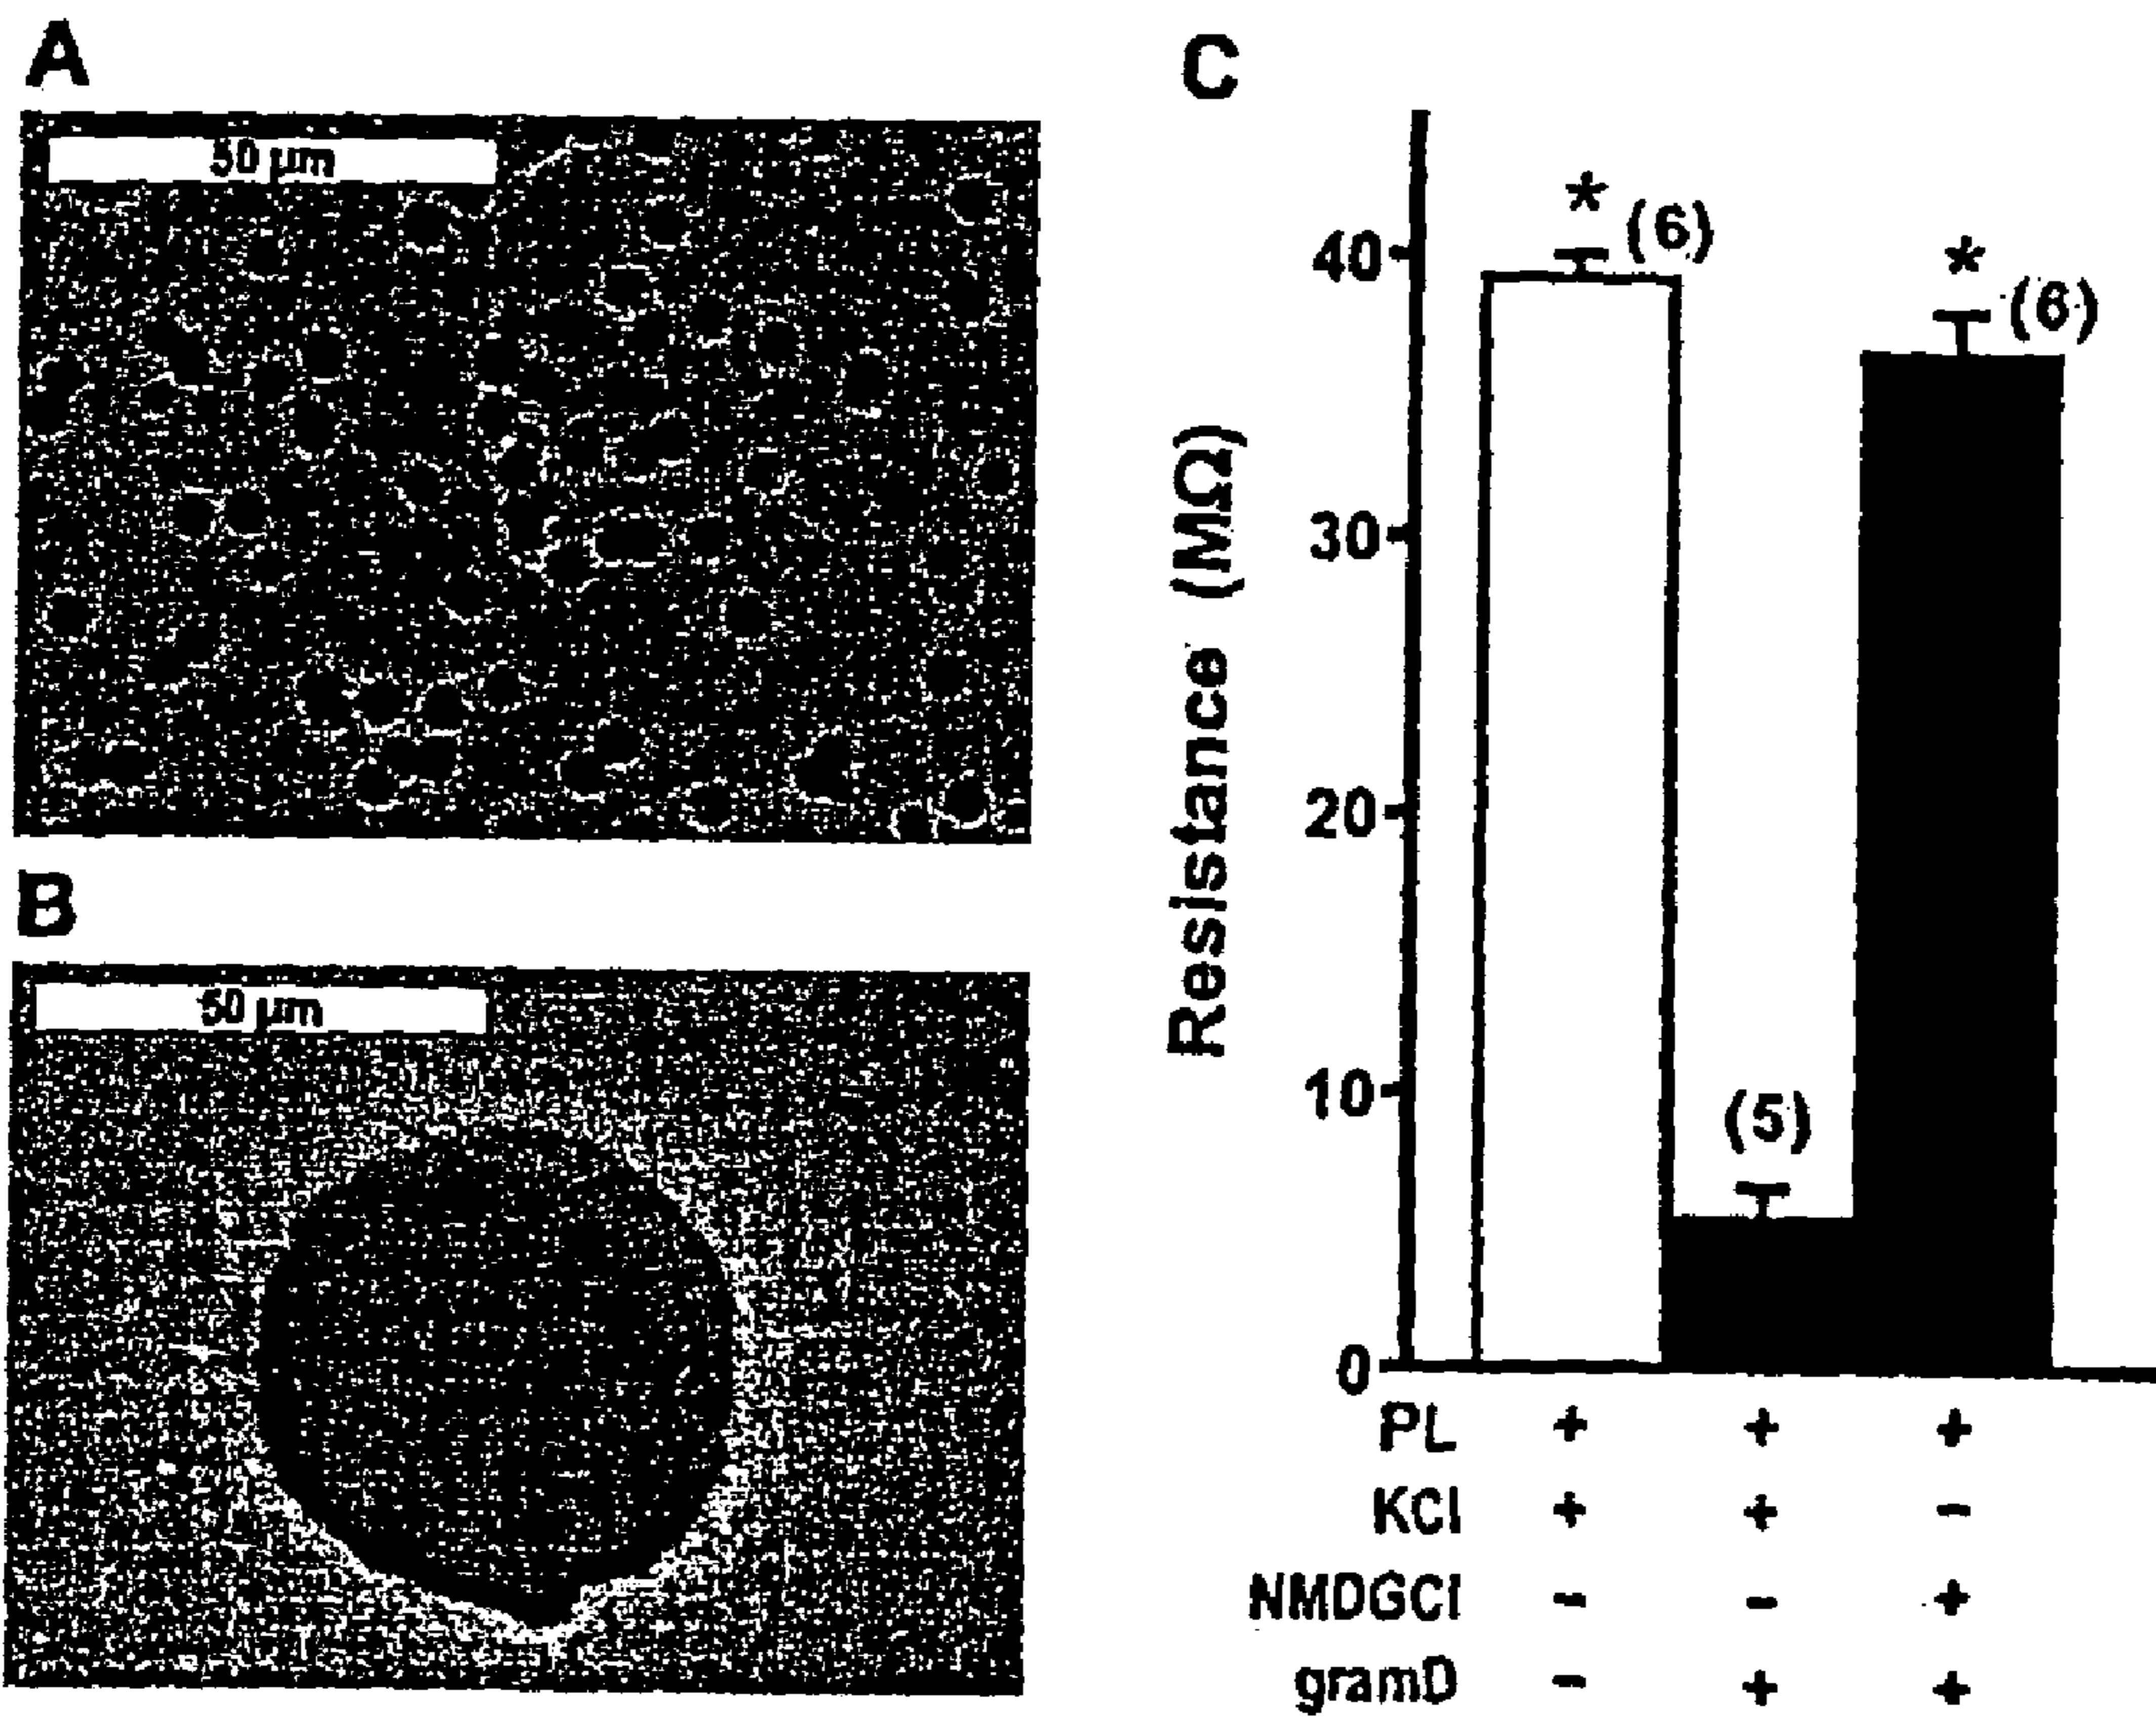 A
50 µm
B
50 µm
C
Resistance (MΩ)
40
30
20
10
0
* (6)
(5)
* (6)
PL + + +
KCl + + -
NMDGCl - - +
gramD - + +